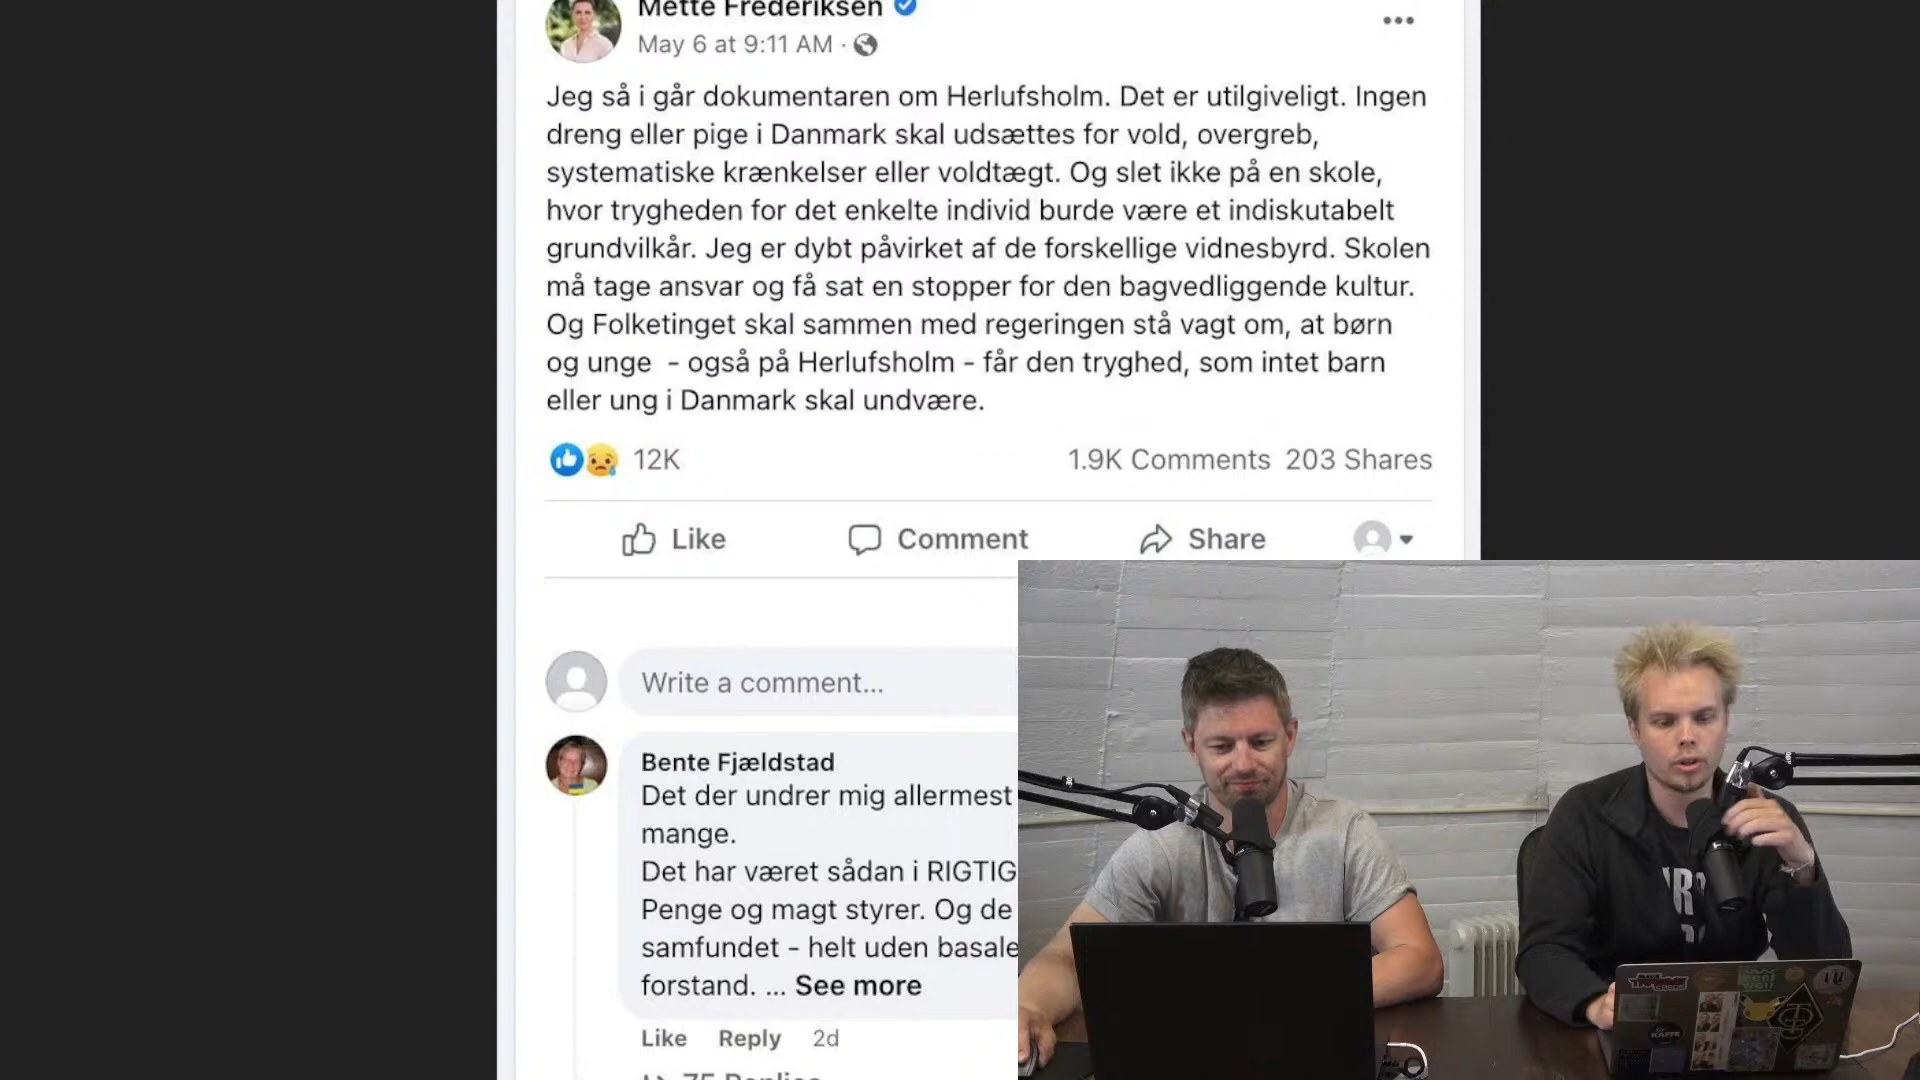 Mette Frederiksen
May 6 at 9:11 AM ·
Jeg så i går dokumentaren om Herlufsholm. Det er utilgiveligt. Ingen
dreng eller pige i Danmark skal udsættes for vold, overgreb,
systematiske krænkelser eller voldtægt. Og slet ikke på en skole,
hvor trygheden for det enkelte individ burde være et indiskutabelt
grundvilkår. Jeg er dybt påvirket af de forskellige vidnesbyrd. Skolen
må tage ansvar og få sat en stopper for den bagvedliggende kultur.
Og Folketinget skal sammen med regeringen stå vagt om, at børn
og unge - også på Herlufsholm - får den tryghed, som intet barn
eller ung i Danmark skal undvære.
12K 1.9K Comments 203 Shares
Like Comment Share
Write a comment...
Bente Fjældstad
Det der undrer mig allermest
mange.
Det har været sådan i RIGTIG
Penge og magt styrer. Og de
samfundet - helt uden basale
forstand. ... See more
Like Reply 2d
75 Replies